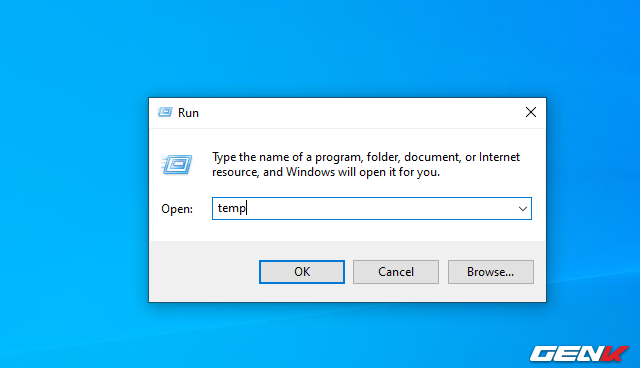 Run
Type the name of a program, folder, document, or Internet
resource, and Windows will open it for you.
Open: temp
OK Cancel Browse...
GENK